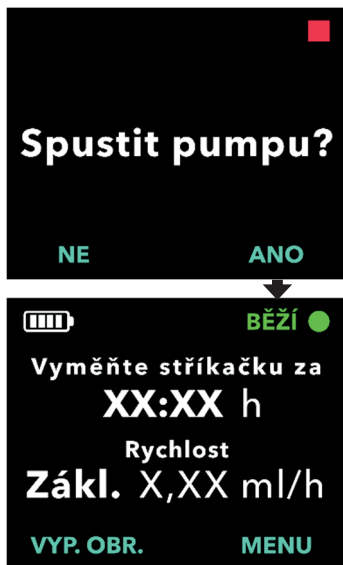 Spustit pumpu?
NE ANO
BĚŽÍ
Vyměňte stříkačku za
XX:XX h
Rychlost
Zákl. X,XX ml/h
VYP. OBR. MENU